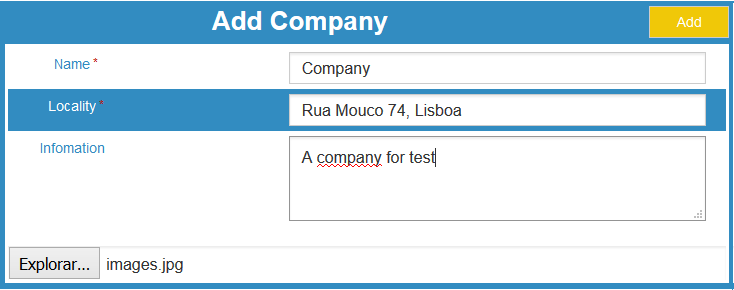 Add Company
Add
Name *
Company
Locality *
Rua Mouco 74, Lisboa
Infomation
A company for test
Explorar... images.jpg